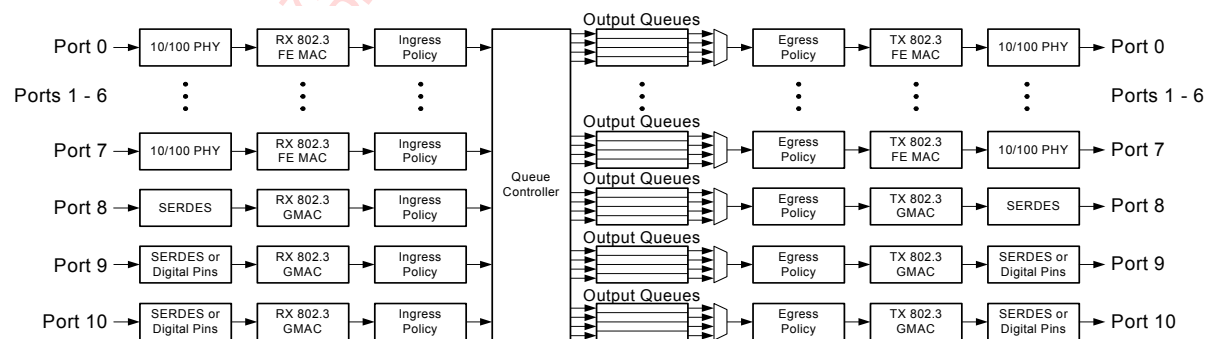 Output Queues
Port 0
10/100 PHY
RX 802.3
FE MAC
Ingress
Policy
Egress
Policy
TX 802.3
FE MAC
10/100 PHY
Port 0
Ports 1 - 6
Ports 1 - 6
Output Queues
Port 7
10/100 PHY
RX 802.3
FE MAC
Ingress
Policy
Queue
Controller
Egress
Policy
TX 802.3
FE MAC
10/100 PHY
Port 7
Output Queues
Port 8
SERDES
RX 802.3
GMAC
Ingress
Policy
Egress
Policy
TX 802.3
GMAC
SERDES
Port 8
Output Queues
Port 9
SERDES or
Digital Pins
RX 802.3
GMAC
Ingress
Policy
Egress
Policy
TX 802.3
GMAC
SERDES or
Digital Pins
Port 9
Output Queues
Port 10
SERDES or
Digital Pins
RX 802.3
GMAC
Ingress
Policy
Egress
Policy
TX 802.3
GMAC
SERDES or
Digital Pins
Port 10